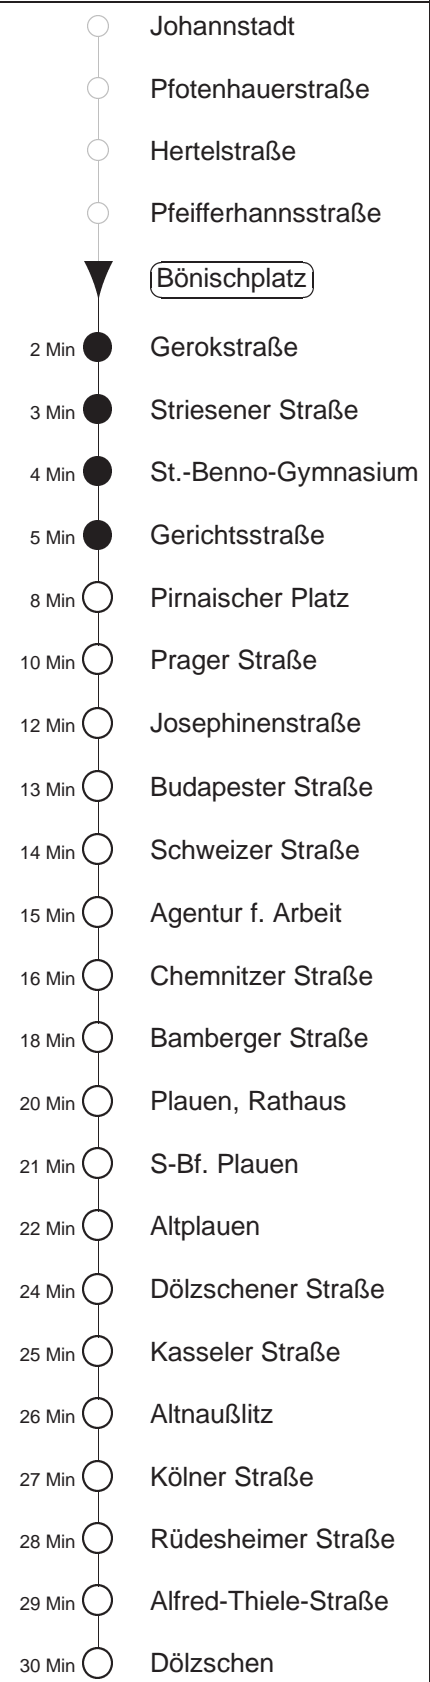 Johannstadt
Pfotenhauerstraße
Hertelstraße
Pfeifferhannsstraße
Bönischplatz
2 Min Gerokstraße
3 Min Striesener Straße
4 Min St.-Benno-Gymnasium
5 Min Gerichtsstraße
8 Min Pirnaischer Platz
10 Min Prager Straße
12 Min Josephinenstraße
13 Min Budapester Straße
14 Min Schweizer Straße
15 Min Agentur f. Arbeit
16 Min Chemnitzer Straße
18 Min Bamberger Straße
20 Min Plauen, Rathaus
21 Min S-Bf. Plauen
22 Min Altplauen
24 Min Dölzschener Straße
25 Min Kasseler Straße
26 Min Altnaußlitz
27 Min Kölner Straße
28 Min Rüdesheimer Straße
29 Min Alfred-Thiele-Straße
30 Min Dölzschen